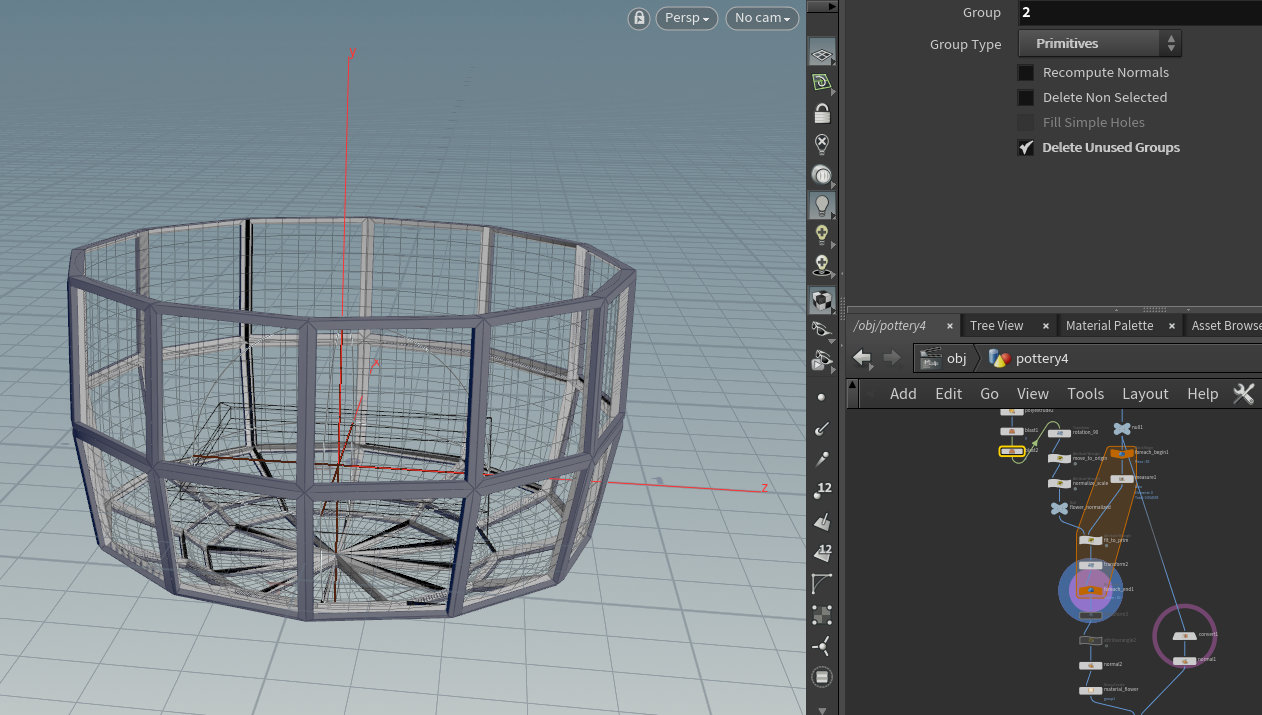 Persp
No cam
y
x
z
12
12
Group
2
Group Type
Primitives
Recompute Normals
Delete Non Selected
Fill Simple Holes
Delete Unused Groups
/obj/pottery4
Tree View
Material Palette
Asset Browse
obj
pottery4
Add Edit Go View Tools Layout Help
blast1
null1
rotation_90
move_to_origin
normalize_scale
flower_normalized
foreach_begin1
measure1
fit_to_prim
transform2
foreach_end1
convert1
normal1
normal2
material_flower